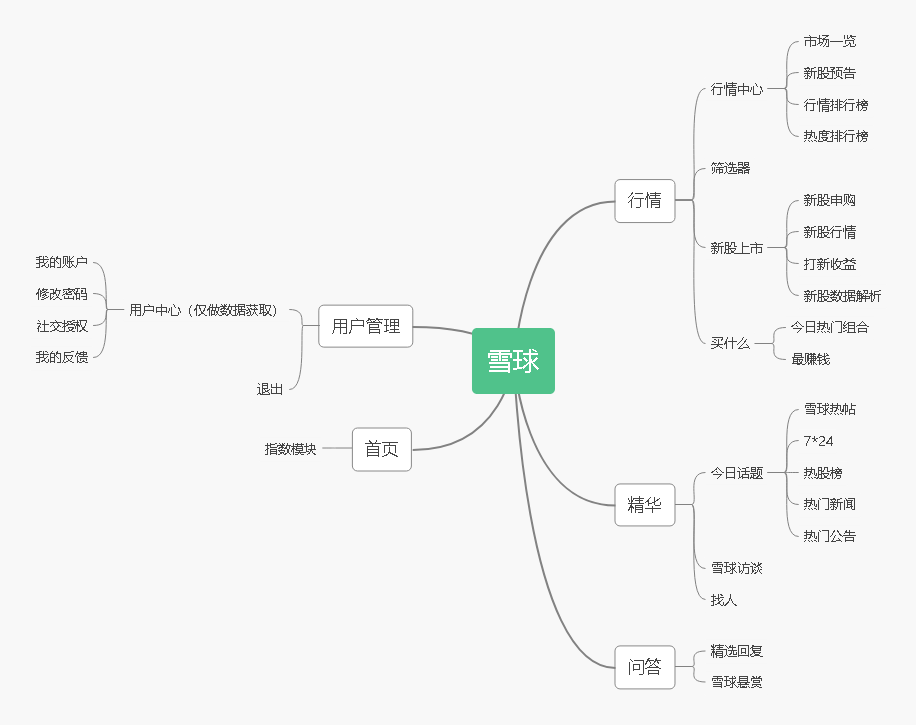 雪球
行情
行情中心
市场一览
新股预告
行情排行榜
热度排行榜
筛选器
新股上市
新股申购
新股行情
打新收益
新股数据解析
买什么
今日热门组合
最赚钱
精华
今日话题
雪球热帖
7*24
热股榜
热门新闻
热门公告
雪球访谈
找人
问答
精选回复
雪球悬赏
用户管理
用户中心（仅做数据获取）
我的账户
修改密码
社交授权
我的反馈
退出
首页
指数模块